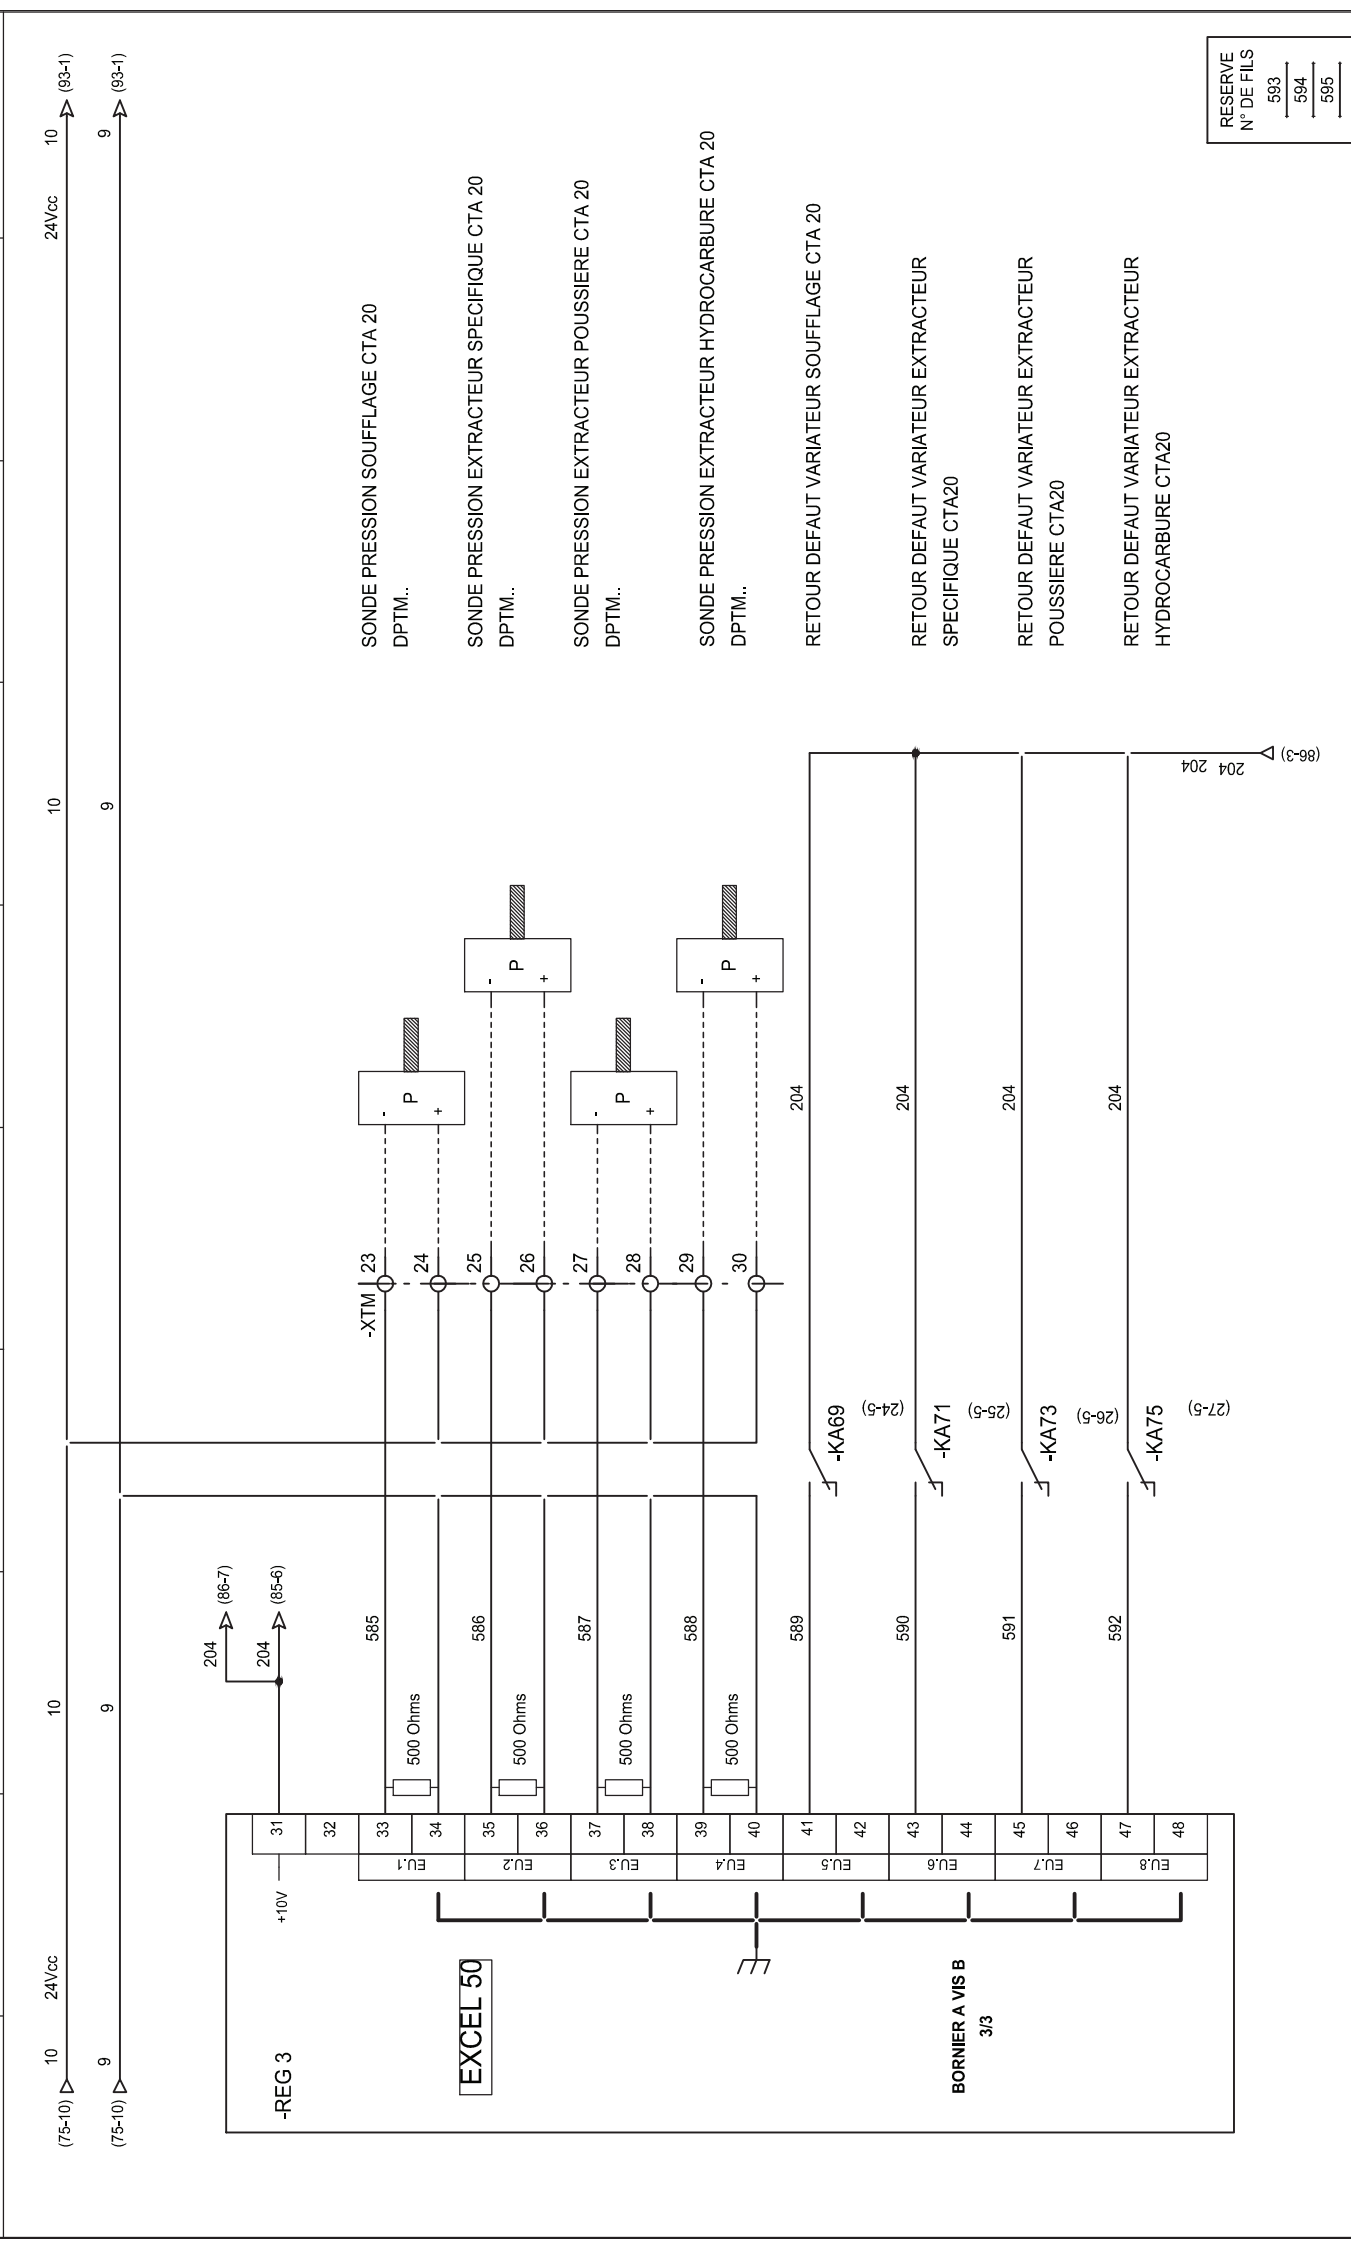 (75-10)
10
24Vcc
10
10
24Vcc
10
(93-1)
(75-10)
9
9
9
9
(93-1)
204
(86-7)
204
(85-6)
-REG 3
+10V
31
32
EXCEL 50
BORNIER A VIS B
3/3
EU.1
33
34
585
500 Ohms
-XTM
23
24
-
P
+
SONDE PRESSION SOUFFLAGE CTA 20
DPTM..
EU.2
35
36
586
500 Ohms
25
26
-
P
+
SONDE PRESSION EXTRACTEUR SPECIFIQUE CTA 20
DPTM..
EU.3
37
38
587
500 Ohms
27
28
-
P
+
SONDE PRESSION EXTRACTEUR POUSSIERE CTA 20
DPTM..
EU.4
39
40
588
500 Ohms
29
30
-
P
+
SONDE PRESSION EXTRACTEUR HYDROCARBURE CTA 20
DPTM..
EU.5
41
42
589
-KA69
(24-5)
204
RETOUR DEFAUT VARIATEUR SOUFFLAGE CTA 20
EU.6
43
44
590
-KA71
(25-5)
204
RETOUR DEFAUT VARIATEUR EXTRACTEUR
SPECIFIQUE CTA20
EU.7
45
46
591
-KA73
(26-5)
204
RETOUR DEFAUT VARIATEUR EXTRACTEUR
POUSSIERE CTA20
EU.8
47
48
592
-KA75
(27-5)
204
RETOUR DEFAUT VARIATEUR EXTRACTEUR
HYDROCARBURE CTA20
204
204
(86-3)
RESERVE
N° DE FILS
593
594
595